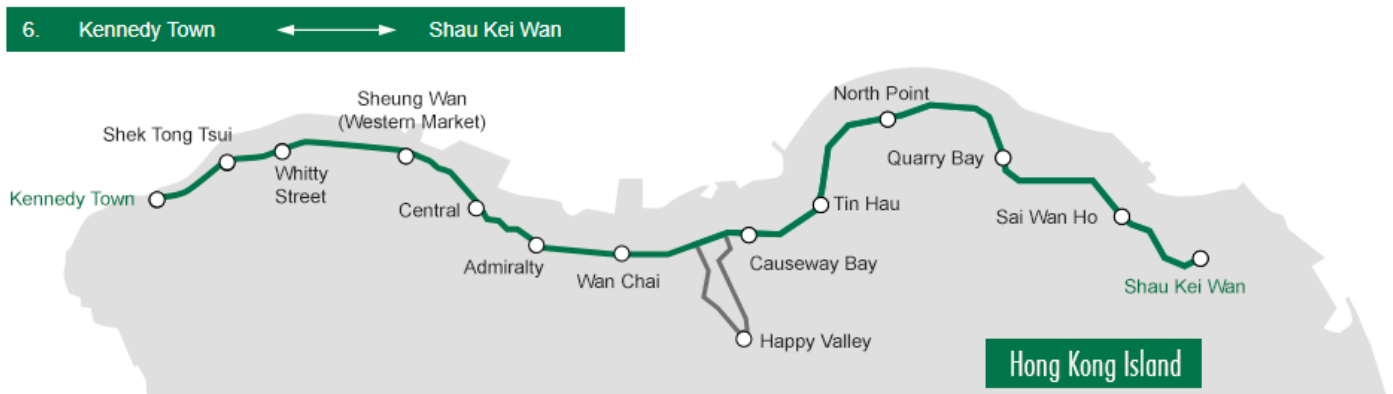 6. Kennedy Town Shau Kei Wan
Sheung Wan
(Western Market)
North Point
Shek Tong Tsui
Quarry Bay
Whitty
Street
Kennedy Town
Central
Tin Hau
Sai Wan Ho
Admiralty
Wan Chai
Causeway Bay
Shau Kei Wan
Happy Valley
Hong Kong Island